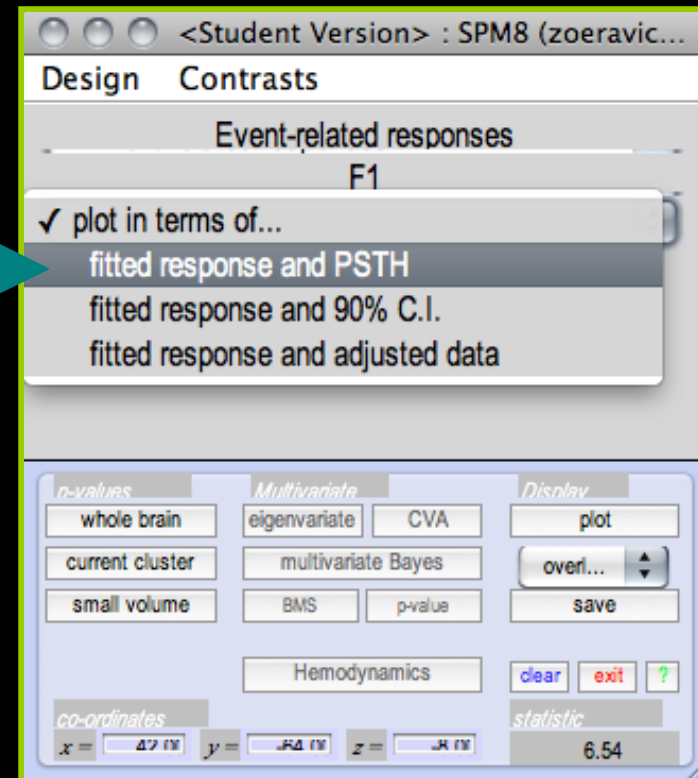 <Student Version> : SPM8 (zoeravic...
Design Contrasts
Event-related responses
F1
✓ plot in terms of...
fitted response and PSTH
fitted response and 90% C.I.
fitted response and adjusted data
p-values Multivariate Display
whole brain eigenvariate CVA plot
current cluster multivariate Bayes overl...
small volume BMS p-value save
Hemodynamics clear exit ?
co-ordinates statistic
x = y = z = 6.54